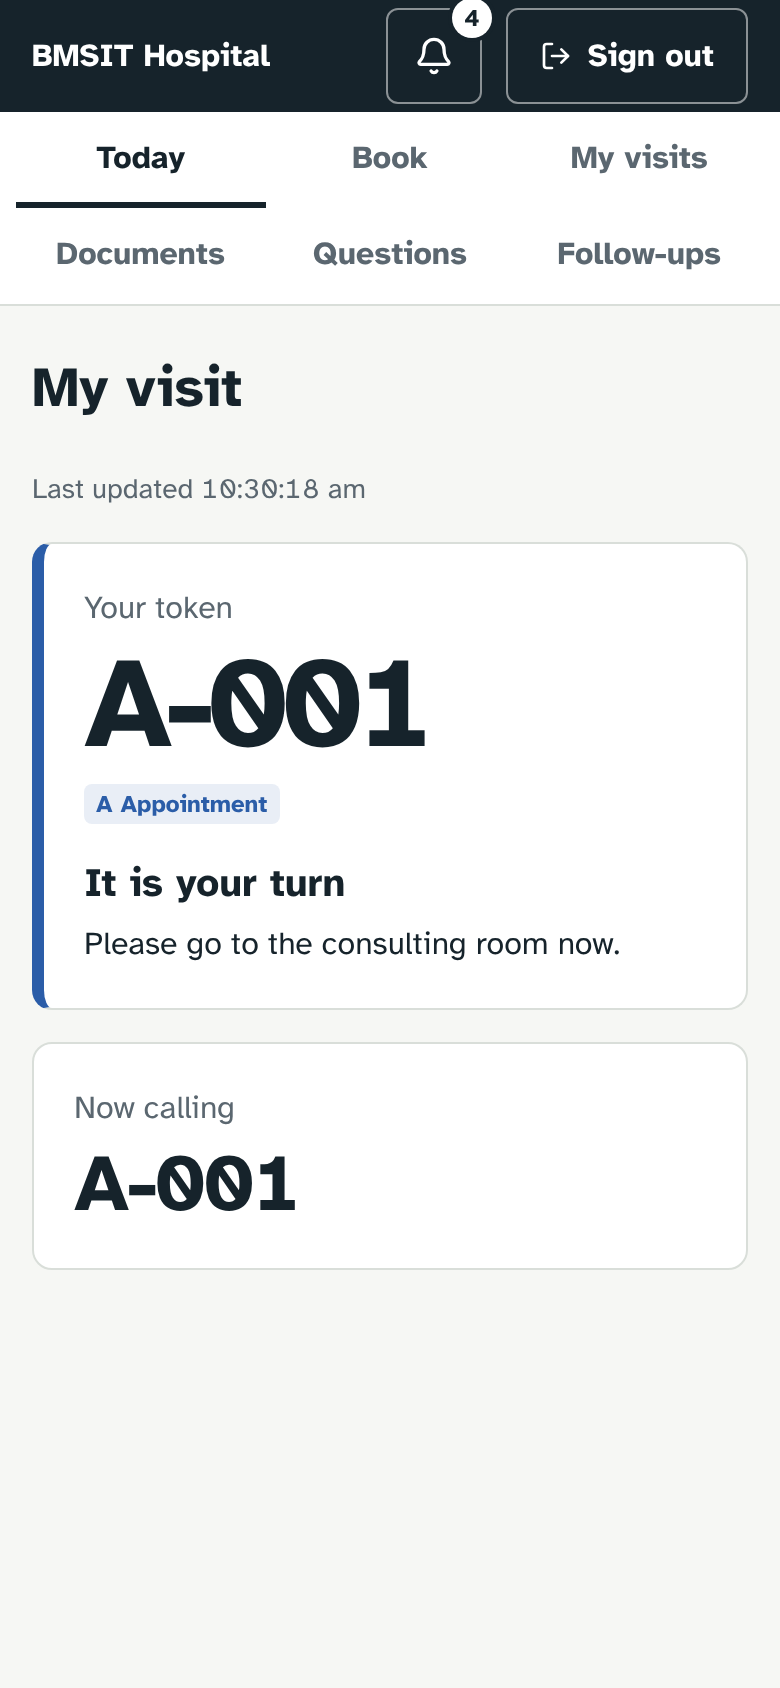 BMSIT Hospital
4
Sign out
Today Book My visits
Documents Questions Follow-ups
My visit
Last updated 10:30:18 am
Your token
A-001
A Appointment
It is your turn
Please go to the consulting room now.
Now calling
A-001